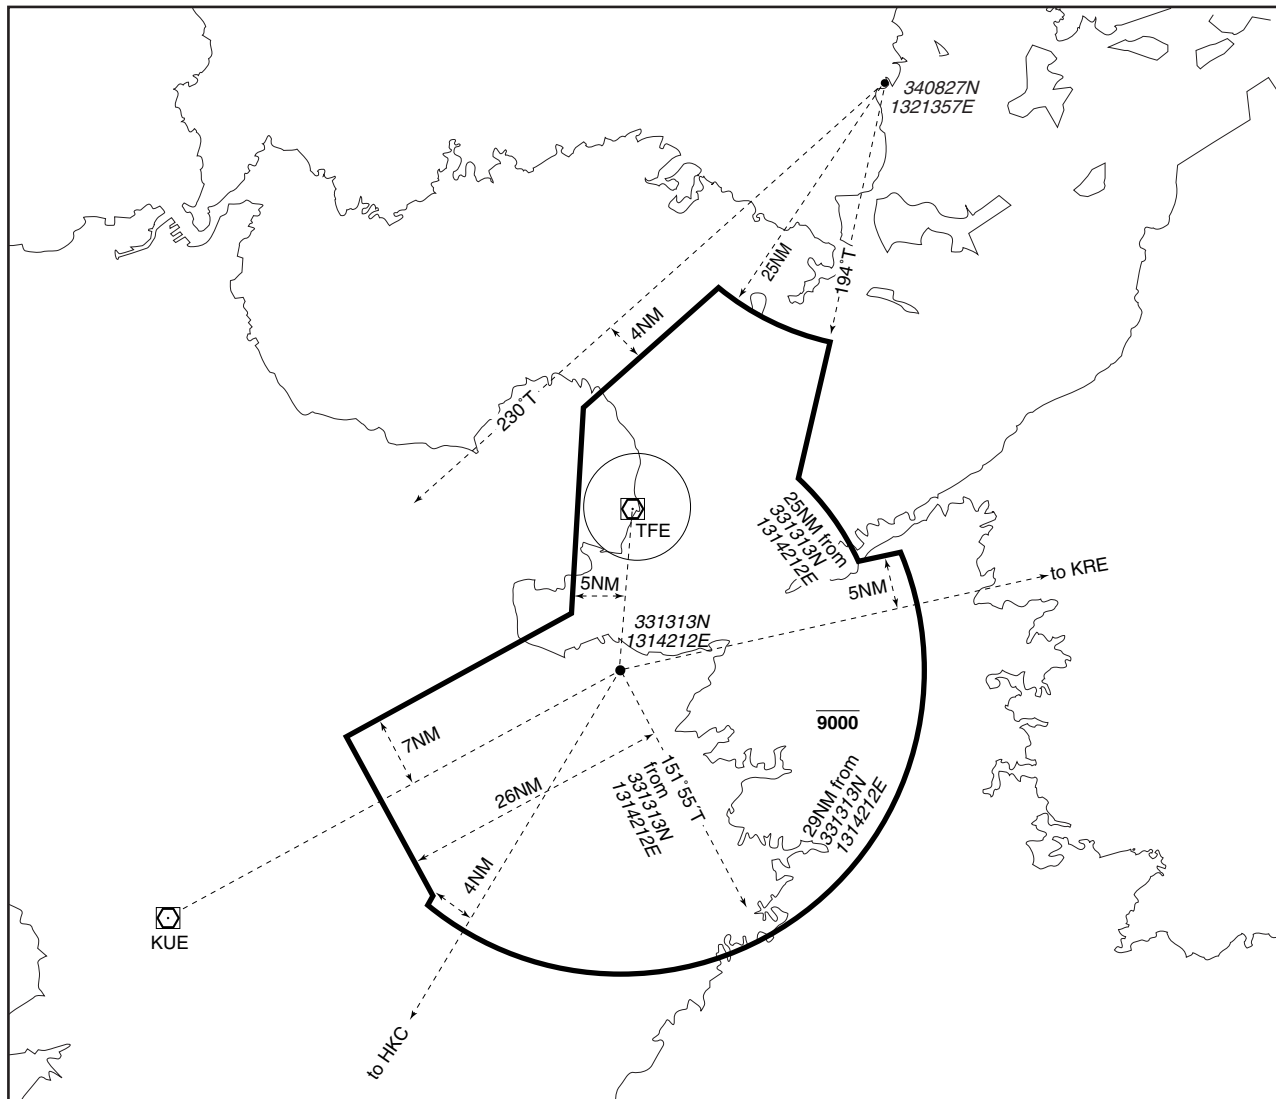 340827N
1321357E
25NM
194°T
4NM
230°T
TFE
25NM from
331313N
1314212E
5NM
to KRE
5NM
331313N
1314212E
9000
7NM
26NM
151°55'T
from
331313N
1314212E
29NM from
331313N
1314212E
4NM
KUE
to HKC